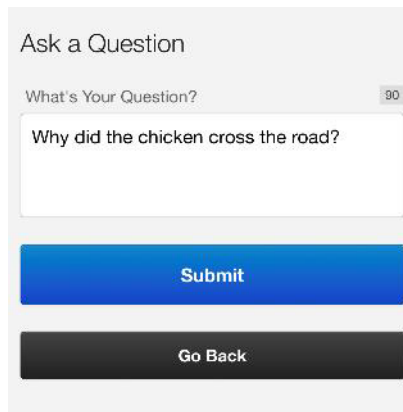 Ask a Question
What's Your Question? 90
Why did the chicken cross the road?
Submit
Go Back